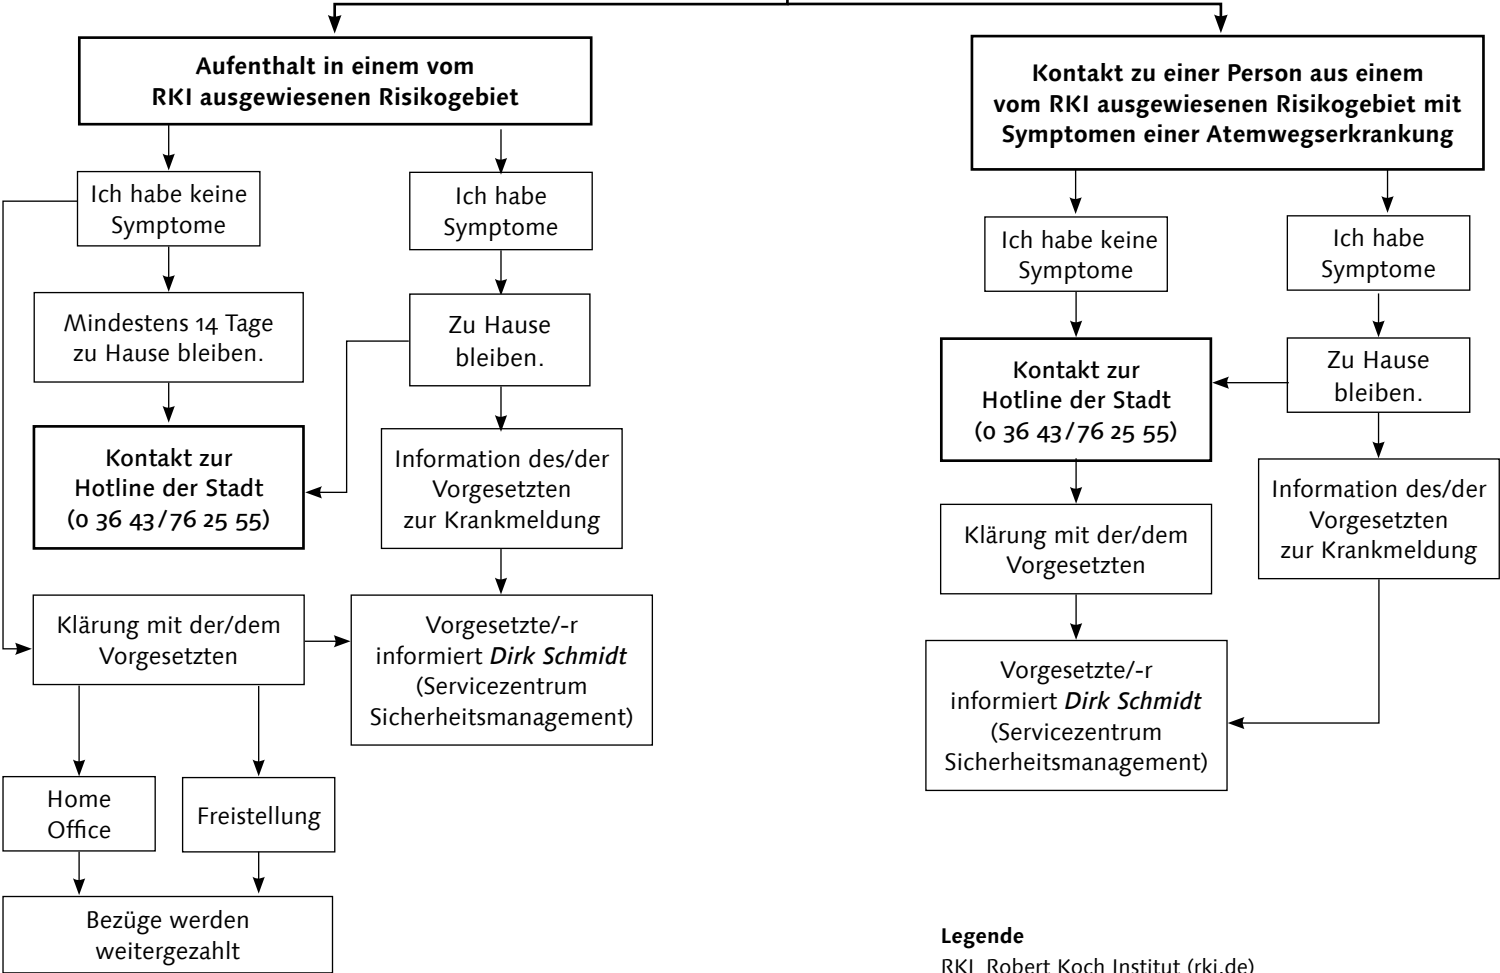 Aufenthalt in einem vom
RKI ausgewiesenen Risikogebiet
Ich habe keine
Symptome
Ich habe
Symptome
Mindestens 14 Tage
zu Hause bleiben.
Zu Hause
bleiben.
Kontakt zur
Hotline der Stadt
(0 36 43/76 25 55)
Information des/der
Vorgesetzten
zur Krankmeldung
Klärung mit der/dem
Vorgesetzten
Vorgesetzte/-r
informiert Dirk Schmidt
(Servicezentrum
Sicherheitsmanagement)
Home
Office
Freistellung
Bezüge werden
weitergezahlt
Kontakt zu einer Person aus einem
vom RKI ausgewiesenen Risikogebiet mit
Symptomen einer Atemwegserkrankung
Ich habe keine
Symptome
Ich habe
Symptome
Kontakt zur
Hotline der Stadt
(0 36 43/76 25 55)
Zu Hause
bleiben.
Klärung mit der/dem
Vorgesetzten
Information des/der
Vorgesetzten
zur Krankmeldung
Vorgesetzte/-r
informiert Dirk Schmidt
(Servicezentrum
Sicherheitsmanagement)
Legende
RKI Robert Koch Institut (rki.de)